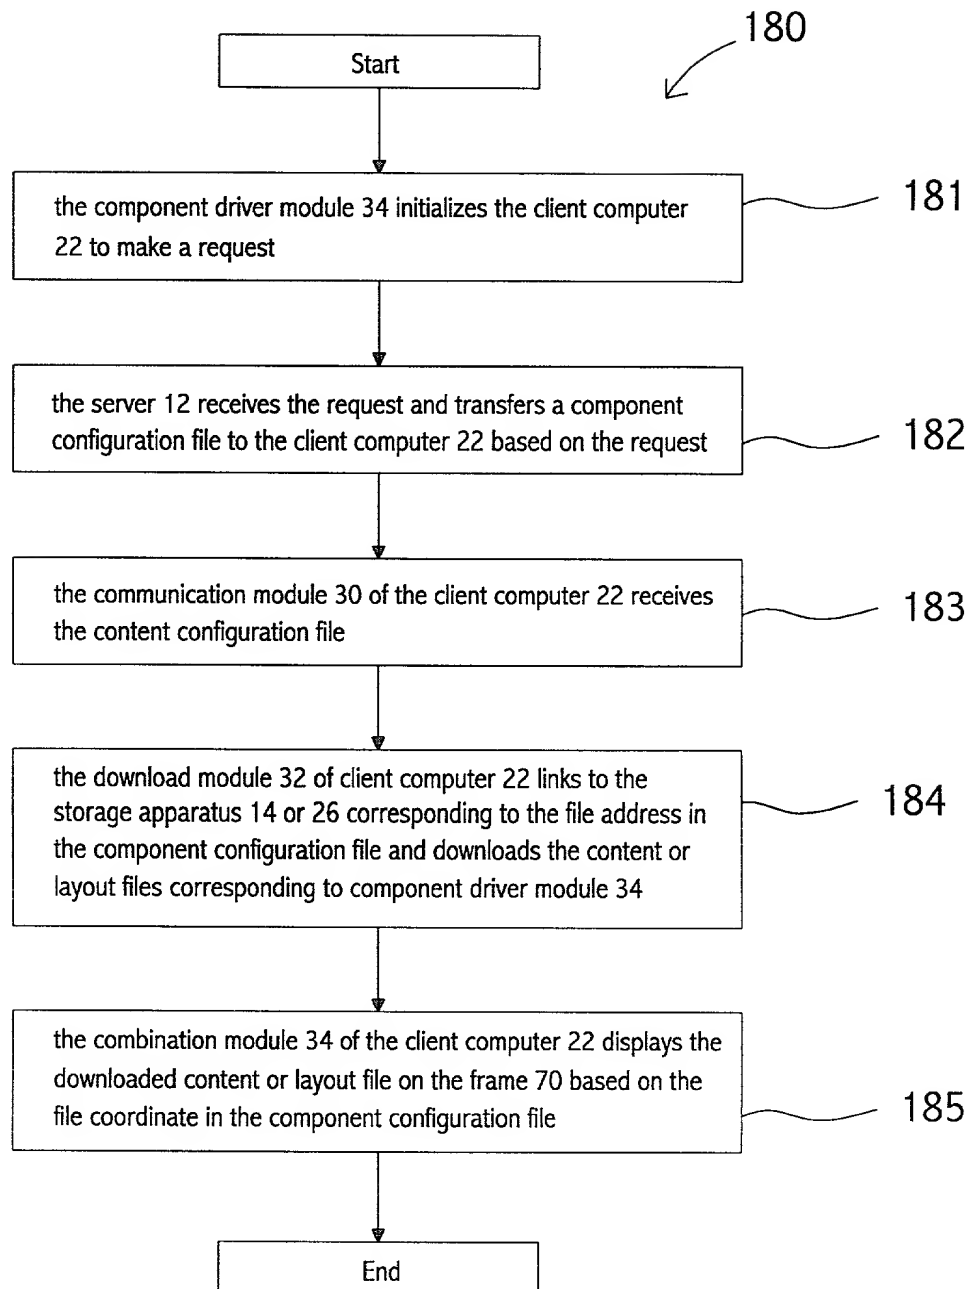 180
Start
the component driver module 34 initializes the client computer
22 to make a request
181
the server 12 receives the request and transfers a component
configuration file to the client computer 22 based on the request
182
the communication module 30 of the client computer 22 receives
the content configuration file
183
the download module 32 of client computer 22 links to the
storage apparatus 14 or 26 corresponding to the file address in
the component configuration file and downloads the content or
layout files corresponding to component driver module 34
184
the combination module 34 of the client computer 22 displays the
downloaded content or layout file on the frame 70 based on the
file coordinate in the component configuration file
185
End